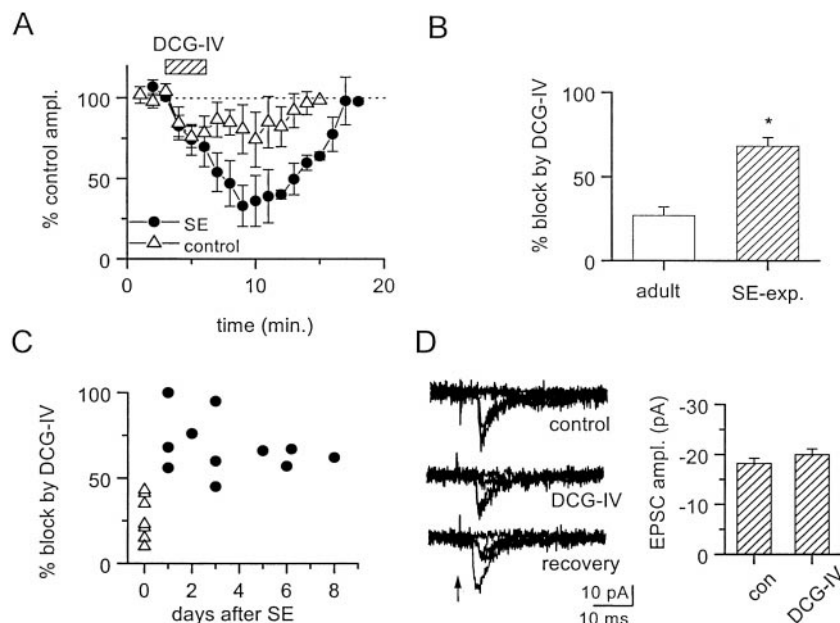 A
DCG-IV
% control ampl.
100
50
0
SE
control
0 10 20
time (min.)
B
% block by DCG-IV
100
50
0
*
adult SE-exp.
C
% block by DCG-IV
100
50
0
0 2 4 6 8
days after SE
D
control
DCG-IV
recovery
10 pA
10 ms
EPSC ampl. (pA)
-30
-20
-10
0
con DCG-IV